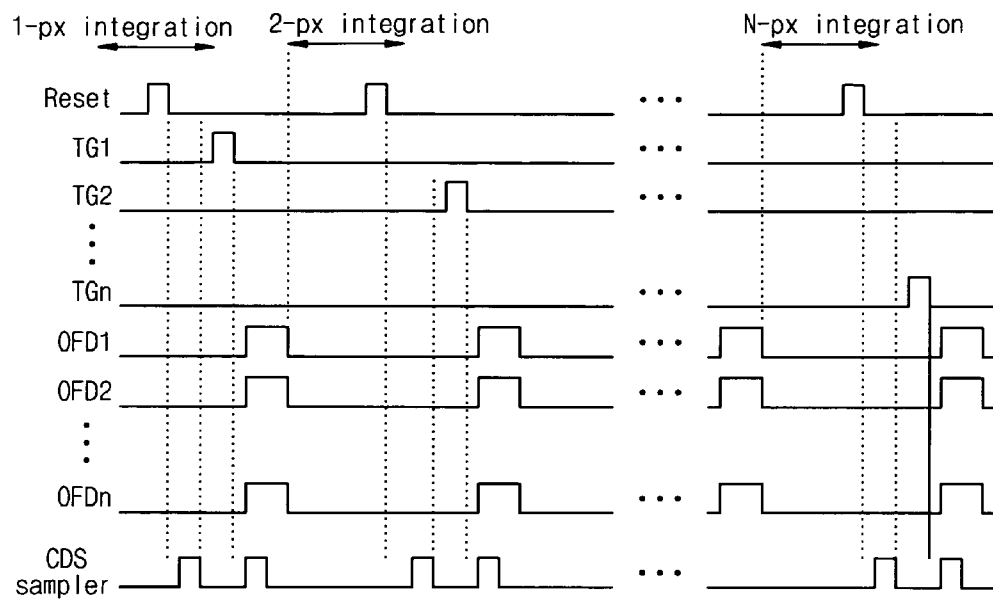 1-px integration
2-px integration
N-px integration
Reset
TG1
TG2
TGn
OFD1
OFD2
OFDn
CDS
sampler